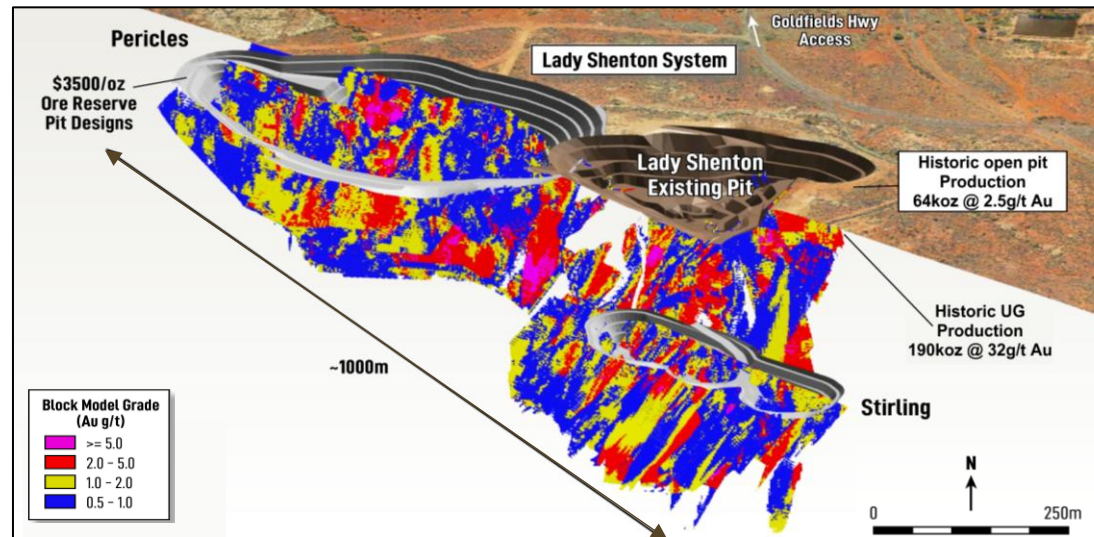 Goldfields Hwy
Access
Pericles
Lady Shenton System
$3500/oz
Ore Reserve
Pit Designs
Lady Shenton
Existing Pit
Historic open pit
Production
64koz @ 2.5g/t Au
Historic UG
Production
190koz @ 32g/t Au
~1000m
Stirling
Block Model Grade
(Au g/t)
>= 5.0
2.0 – 5.0
1.0 – 2.0
0.5 – 1.0
N
0 250m